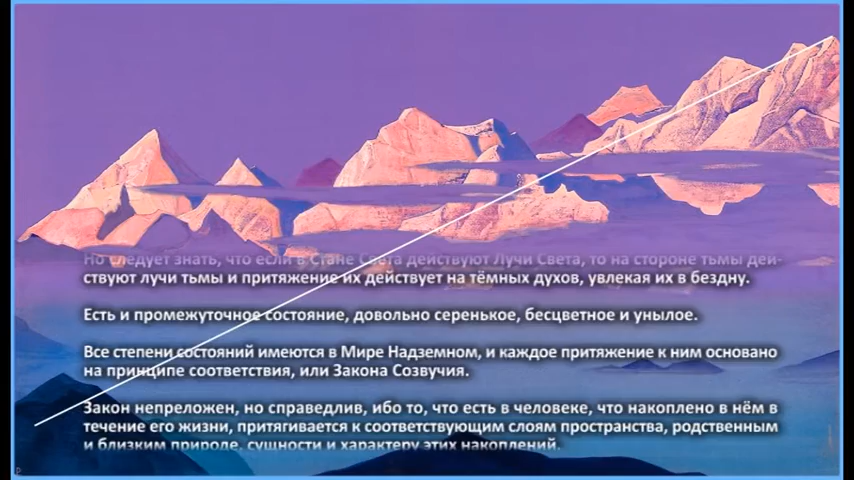 Но следует знать, что если в Стане Света действуют Лучи Света, то на стороне тьмы дей-
ствуют лучи тьмы и притяжение их действует на тёмных духов, увлекая их в бездну.
Есть и промежуточное состояние, довольно серенькое, бесцветное и унылое.
Все степени состояний имеются в Мире Надземном, и каждое притяжение к ним основано
на принципе соответствия, или Закона Созвучия.
Закон непреложен, но справедлив, ибо то, что есть в человеке, что накоплено в нём в
течение его жизни, притягивается к соответствующим слоям пространства, родственным
и близким природе, сущности и характеру этих накоплений.